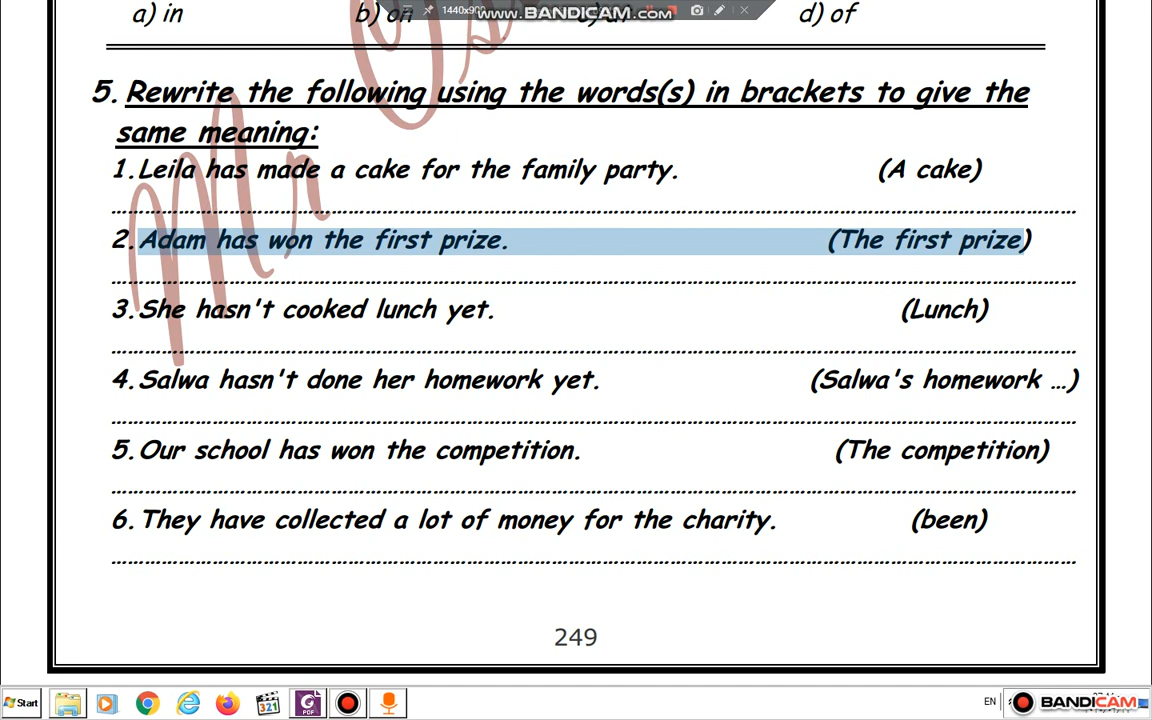 a) in b) on d) of
1440x900
www.BANDICAM.com
5. Rewrite the following using the words(s) in brackets to give the
same meaning:
1. Leila has made a cake for the family party. (A cake)
2. Adam has won the first prize. (The first prize)
3. She hasn't cooked lunch yet. (Lunch)
4. Salwa hasn't done her homework yet. (Salwa's homework ...)
5. Our school has won the competition. (The competition)
6. They have collected a lot of money for the charity. (been)
249
Mr
Start
321
EN
BANDICAM